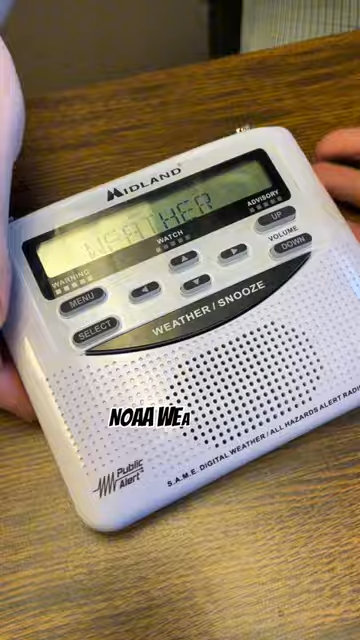 MIDLAND
WEATHER
WARNING
WATCH
ADVISORY
MENU
SELECT
UP
VOLUME
DOWN
WEATHER / SNOOZE
NOAA WEA
Public
Alert
S.A.M.E. DIGITAL WEATHER / ALL HAZARDS ALERT RADIO